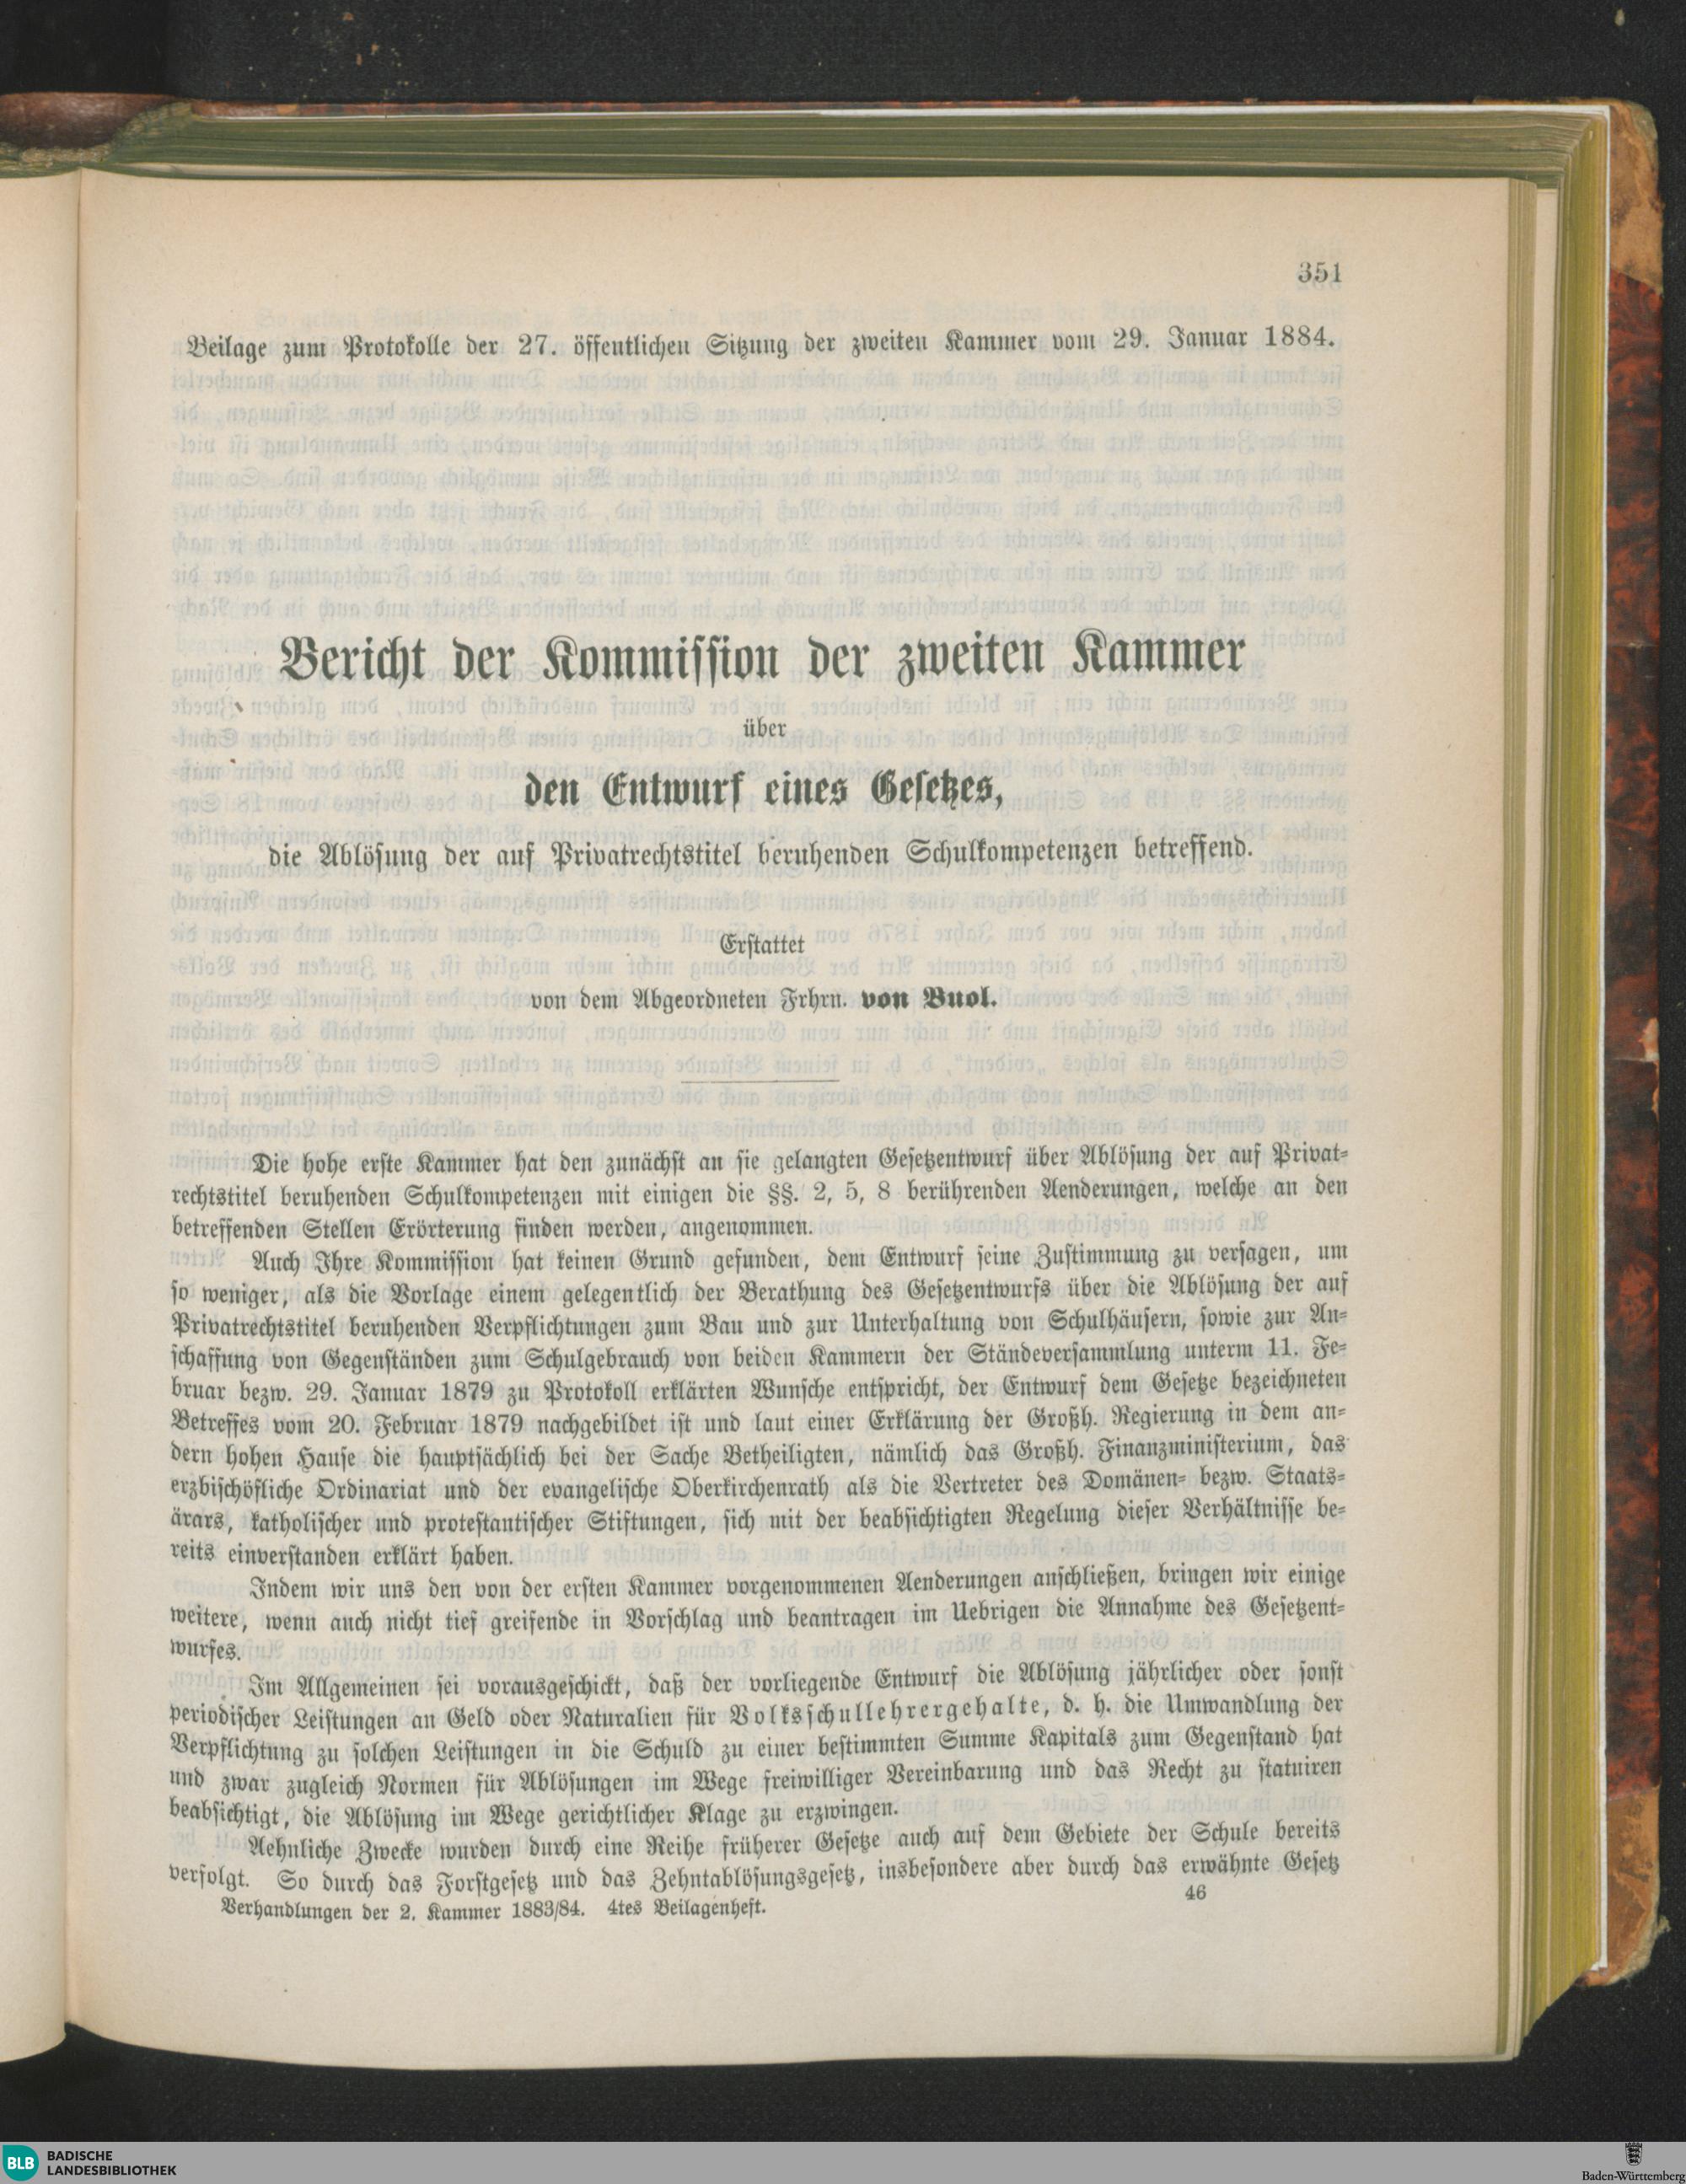 351
Beilage zum Protokolle der 27. öffentlichen Sitzung der zweiten Kammer vom 29. Januar 1884.
Bericht der Kommission der zweiten Kammer
über
den Entwurf eines Gesetzes,
die Ablösung der auf Privatrechtstitel beruhenden Schulkompetenzen betreffend.
Erstattet
von dem Abgeordneten Frhrn. von Buol.
Die hohe erste Kammer hat den zunächst an sie gelangten Gesetzentwurf über Ablösung der auf Privat-
rechtstitel beruhenden Schulkompetenzen mit einigen die §§. 2, 5, 8 berührenden Aenderungen, welche an den
betreffenden Stellen Erörterung finden werden, angenommen.
Auch Ihre Kommission hat keinen Grund gefunden, dem Entwurf seine Zustimmung zu versagen, um
so weniger, als die Vorlage einem gelegentlich der Berathung des Gesetzentwurfs über die Ablösung der auf
Privatrechtstitel beruhenden Verpflichtungen zum Bau und zur Unterhaltung von Schulhäusern, sowie zur An-
schaffung von Gegenständen zum Schulgebrauch von beiden Kammern der Ständeversammlung unterm 11. Fe-
bruar bezw. 29. Januar 1879 zu Protokoll erklärten Wunsche entspricht, der Entwurf dem Gesetze bezeichneten
Betreffes vom 20. Februar 1879 nachgebildet ist und laut einer Erklärung der Großh. Regierung in dem an-
dern hohen Hause die hauptsächlich bei der Sache Betheiligten, nämlich das Großh. Finanzministerium, das
erzbischöfliche Ordinariat und der evangelische Oberkirchenrath als die Vertreter des Domänen- bezw. Staats-
ärars, katholischer und protestantischer Stiftungen, sich mit der beabsichtigten Regelung dieser Verhältnisse be-
reits einverstanden erklärt haben.
Indem wir uns den von der ersten Kammer vorgenommenen Aenderungen anschließen, bringen wir einige
weitere, wenn auch nicht tief greifende in Vorschlag und beantragen im Uebrigen die Annahme des Gesetzent-
wurfes.
Im Allgemeinen sei vorausgeschickt, daß der vorliegende Entwurf die Ablösung jährlicher oder sonst
periodischer Leistungen an Geld oder Naturalien für Volksschullehrergehalte, d. h. die Umwandlung der
Verpflichtung zu solchen Leistungen in die Schuld zu einer bestimmten Summe Kapitals zum Gegenstand hat
und zwar zugleich Normen für Ablösungen im Wege freiwilliger Vereinbarung und das Recht zu statuiren
beabsichtigt, die Ablösung im Wege gerichtlicher Klage zu erzwingen.
Aehnliche Zwecke wurden durch eine Reihe früherer Gesetze auch auf dem Gebiete der Schule bereits
verfolgt. So durch das Forstgesetz und das Zehntablösungsgesetz, insbesondere aber durch das erwähnte Gesetz
Verhandlungen der 2. Kammer 1883/84. 4tes Beilagenheft.
46
BLB BADISCHE
LANDESBIBLIOTHEK
Baden-Württemberg